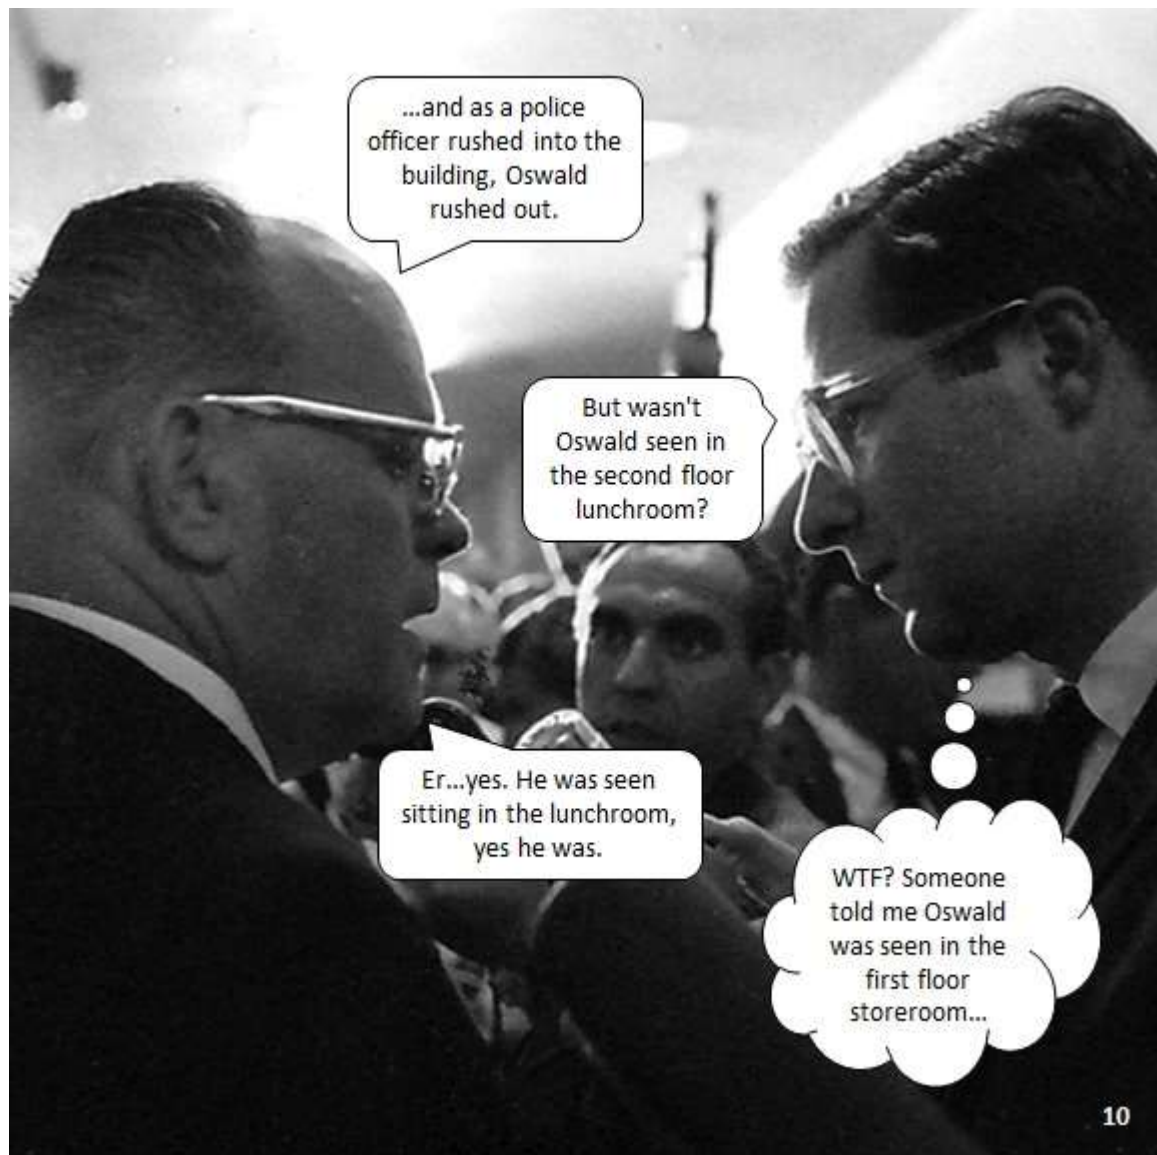 ...and as a police
officer rushed into the
building, Oswald
rushed out.
But wasn't
Oswald seen in
the second floor
lunchroom?
Er...yes. He was seen
sitting in the lunchroom,
yes he was.
WTF? Someone
told me Oswald
was seen in the
first floor
storeroom...
10